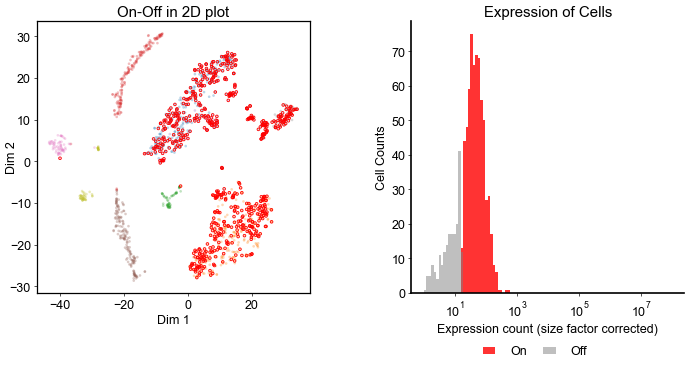 On-Off in 2D plot
30
20
10
0
−10
−20
−30
Dim 2
−40
−20
0
20
Dim 1
Expression of Cells
70
60
50
40
30
20
10
0
Cell Counts
10^1
10^3
10^5
10^7
Expression count (size factor corrected)
On
Off